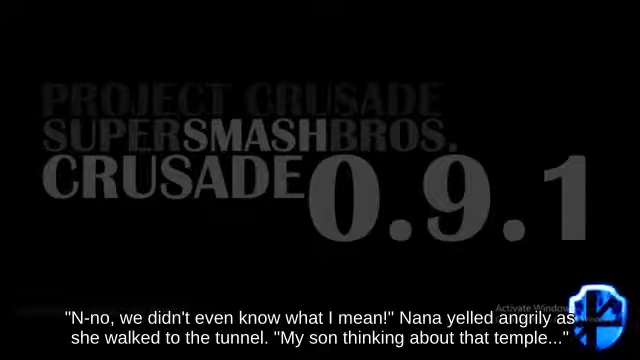 PROJECT CRUSADE
SUPERSMASHBROS.
CRUSADE 0.9.1
Activate Window
"N-no, we didn't even know what I mean!" Nana yelled angrily as
she walked to the tunnel. "My son thinking about that temple..."